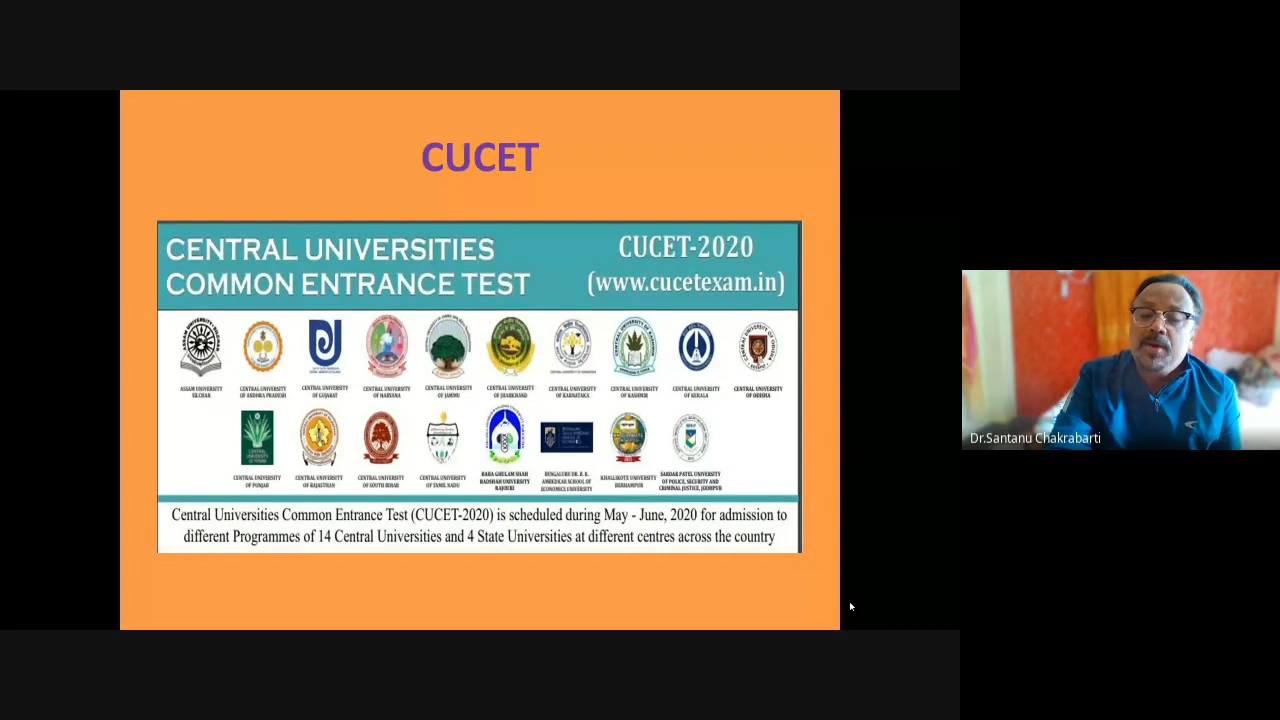 CUCET
CENTRAL UNIVERSITIES
COMMON ENTRANCE TEST
CUCET-2020
(www.cucetexam.in)
ASSAM UNIVERSITY
SILCHAR
CENTRAL UNIVERSITY
OF ANDHRA PRADESH
CENTRAL UNIVERSITY
OF GUJARAT
CENTRAL UNIVERSITY
OF HARYANA
CENTRAL UNIVERSITY
OF JAMMU
CENTRAL UNIVERSITY
OF JHARKHAND
CENTRAL UNIVERSITY
OF KARNATAKA
CENTRAL UNIVERSITY
OF KASHMIR
CENTRAL UNIVERSITY
OF KERALA
CENTRAL UNIVERSITY
OF ODISHA
CENTRAL UNIVERSITY
OF PUNJAB
CENTRAL UNIVERSITY
OF RAJASTHAN
CENTRAL UNIVERSITY
OF SOUTH BIHAR
CENTRAL UNIVERSITY
OF TAMIL NADU
BABA GHULAM SHAH
BADSHAH UNIVERSITY
RAJOURI
BENGALURU DR. B. R.
AMBEDKAR SCHOOL OF
ECONOMICS UNIVERSITY
KHALLIKOTE UNIVERSITY
BERHAMPUR
SARDAR PATEL UNIVERSITY
OF POLICE, SECURITY AND
CRIMINAL JUSTICE, JODHPUR
Central Universities Common Entrance Test (CUCET-2020) is scheduled during May - June, 2020 for admission to
different Programmes of 14 Central Universities and 4 State Universities at different centres across the country
Dr.Santanu Chakrabarti